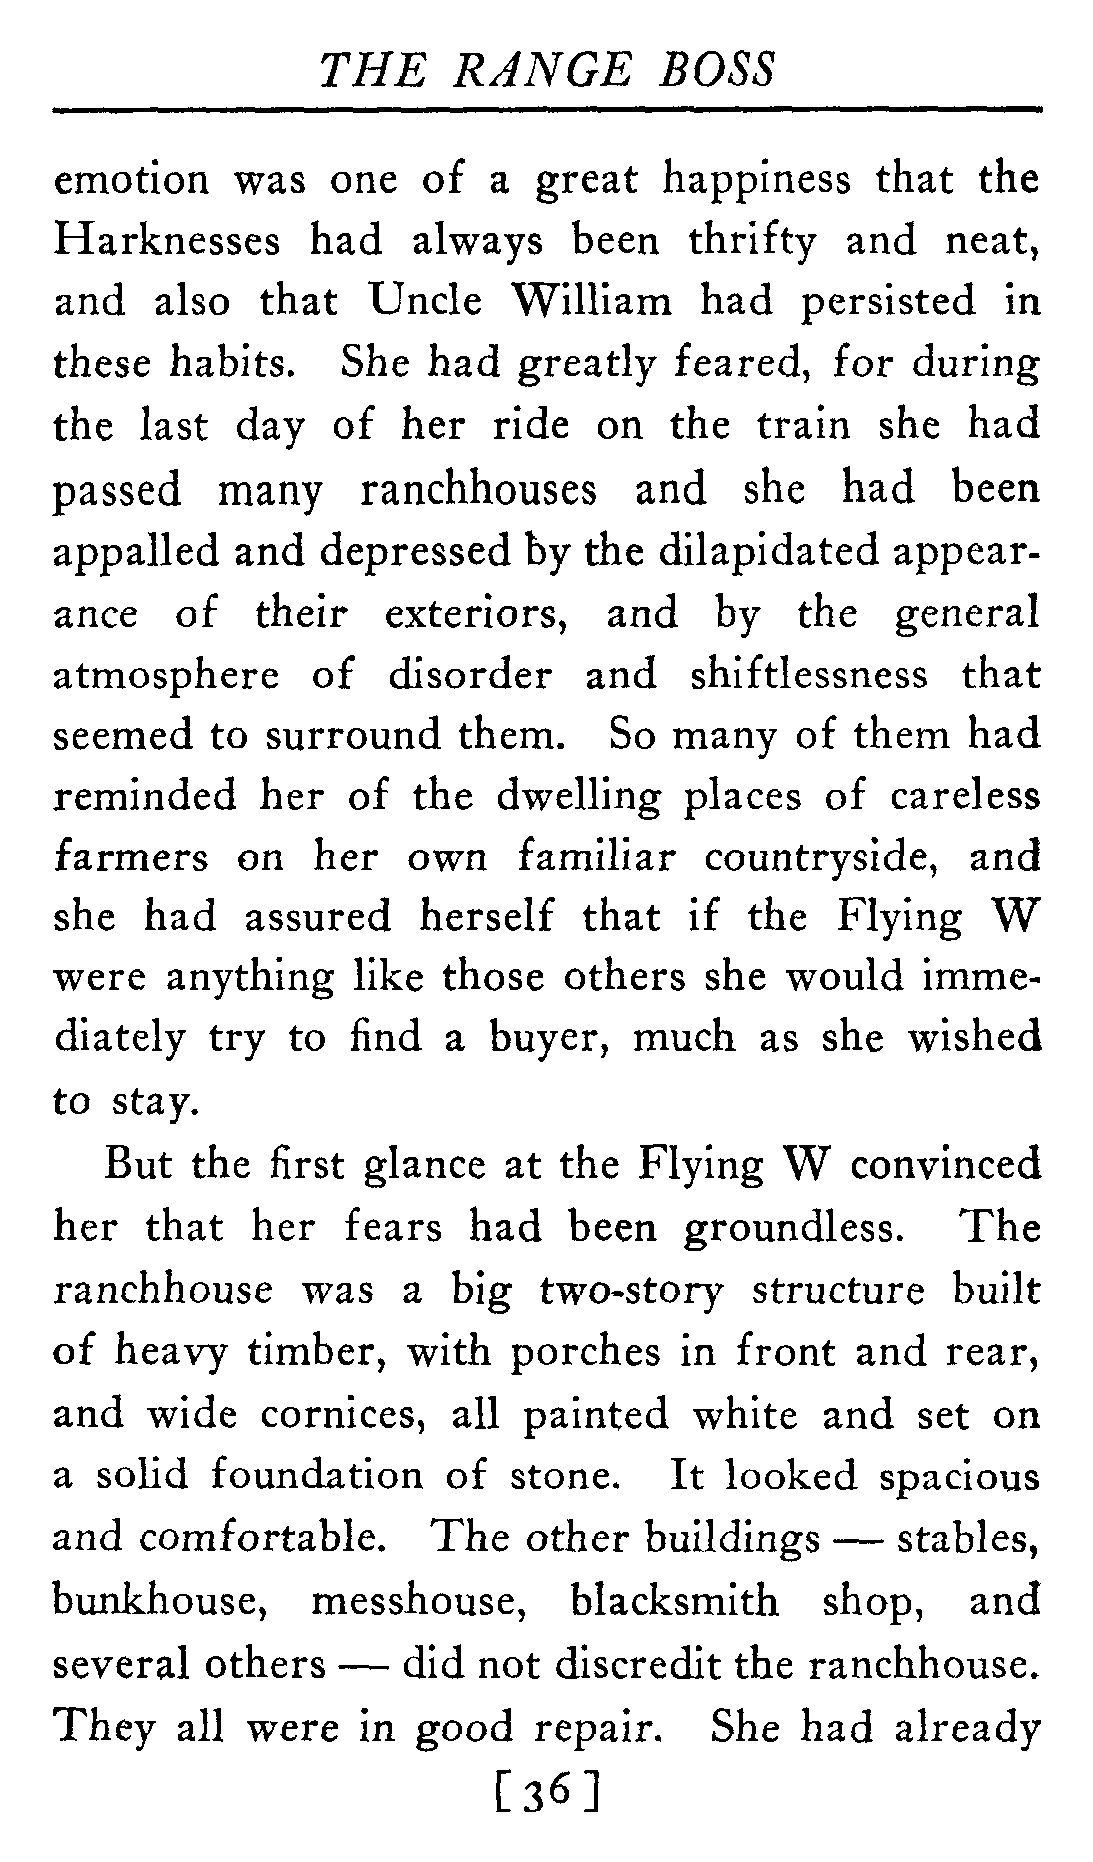 THE RANGE BOSS
emotion was one of a great happiness that the
Harknesses had always been thrifty and neat,
and also that Uncle William had persisted in
these habits. She had greatly feared, for during
the last day of her ride on the train she had
passed many ranchhouses and she had been
appalled and depressed by the dilapidated appear-
ance of their exteriors, and by the general
atmosphere of disorder and shiftlessness that
seemed to surround them. So many of them had
reminded her of the dwelling places of careless
farmers on her own familiar countryside, and
she had assured herself that if the Flying W
were anything like those others she would imme-
diately try to find a buyer, much as she wished
to stay.
But the first glance at the Flying W convinced
her that her fears had been groundless. The
ranchhouse was a big two-story structure built
of heavy timber, with porches in front and rear,
and wide cornices, all painted white and set on
a solid foundation of stone. It looked spacious
and comfortable. The other buildings — stables,
bunkhouse, messhouse, blacksmith shop, and
several others — did not discredit the ranchhouse.
They all were in good repair. She had already
[36]